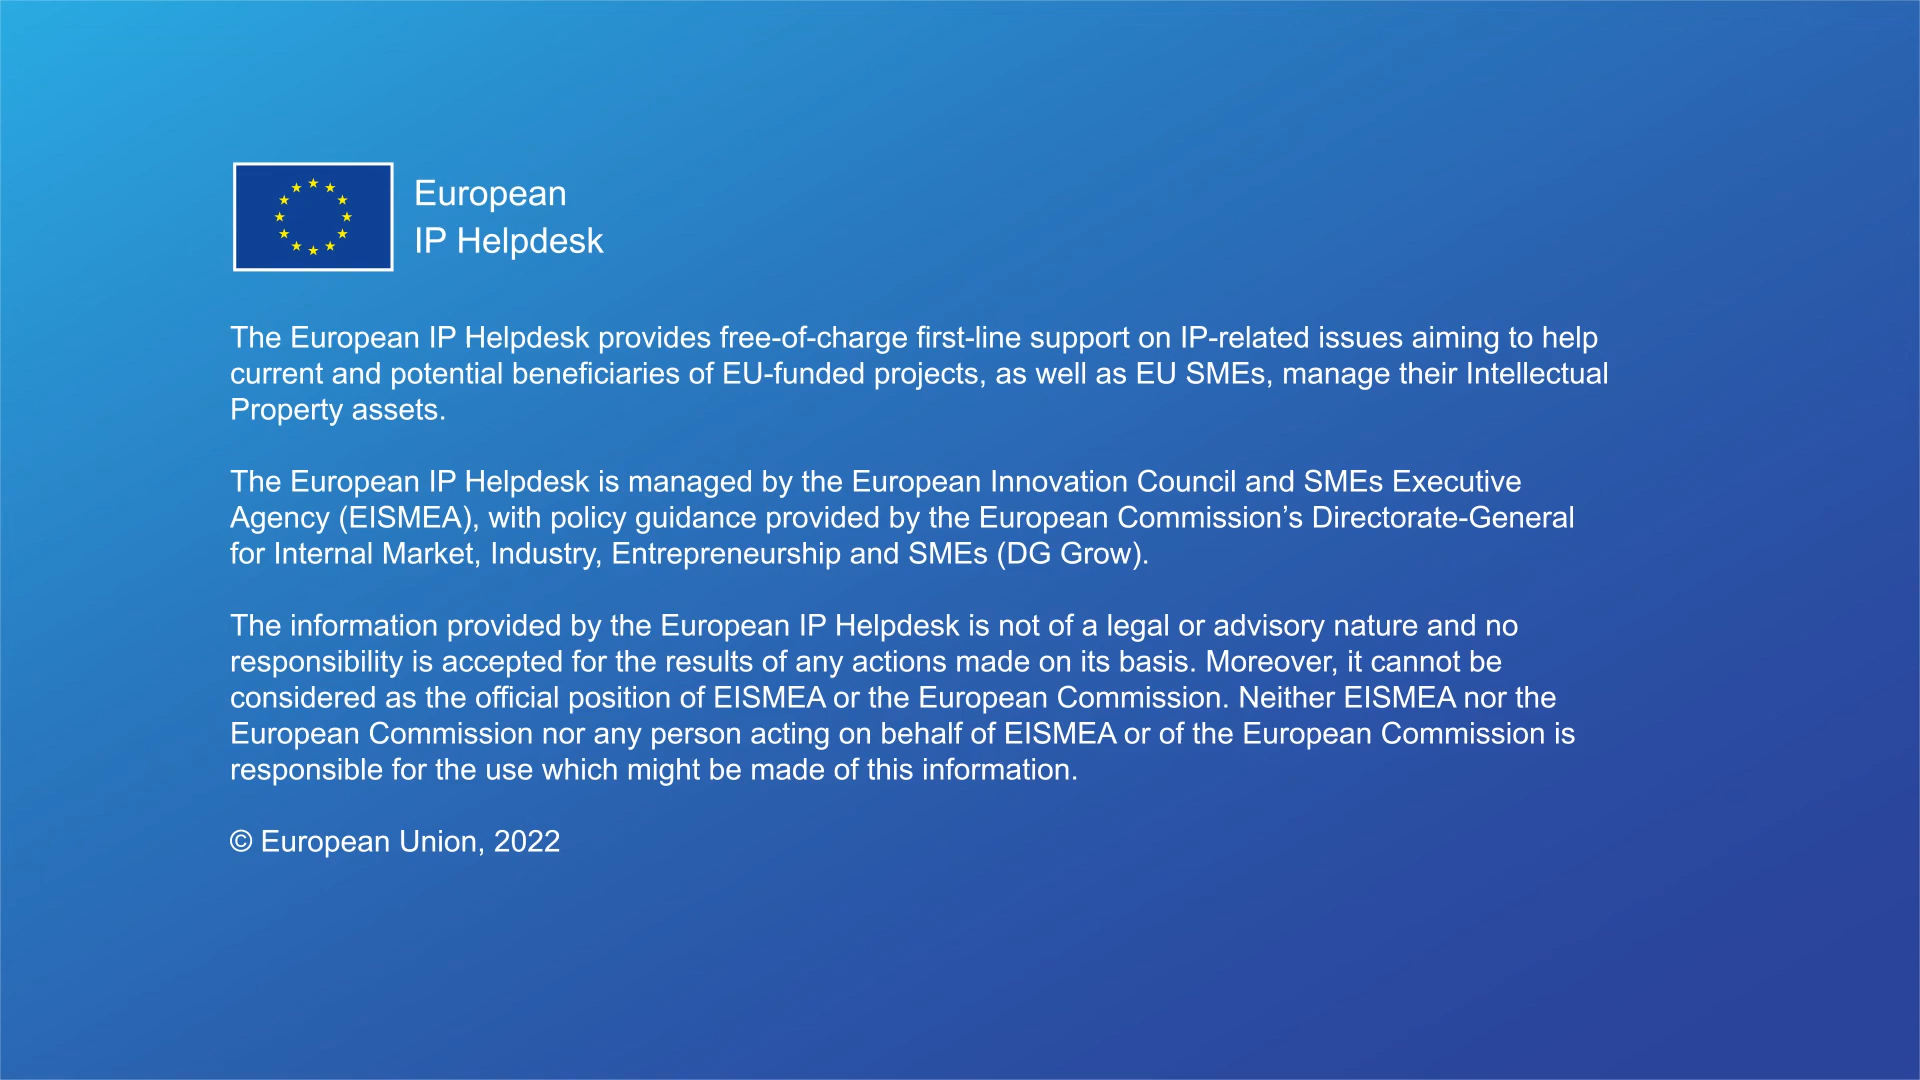 European
IP Helpdesk
The European IP Helpdesk provides free-of-charge first-line support on IP-related issues aiming to help
current and potential beneficiaries of EU-funded projects, as well as EU SMEs, manage their Intellectual
Property assets.
The European IP Helpdesk is managed by the European Innovation Council and SMEs Executive
Agency (EISMEA), with policy guidance provided by the European Commission’s Directorate-General
for Internal Market, Industry, Entrepreneurship and SMEs (DG Grow).
The information provided by the European IP Helpdesk is not of a legal or advisory nature and no
responsibility is accepted for the results of any actions made on its basis. Moreover, it cannot be
considered as the official position of EISMEA or the European Commission. Neither EISMEA nor the
European Commission nor any person acting on behalf of EISMEA or of the European Commission is
responsible for the use which might be made of this information.
© European Union, 2022